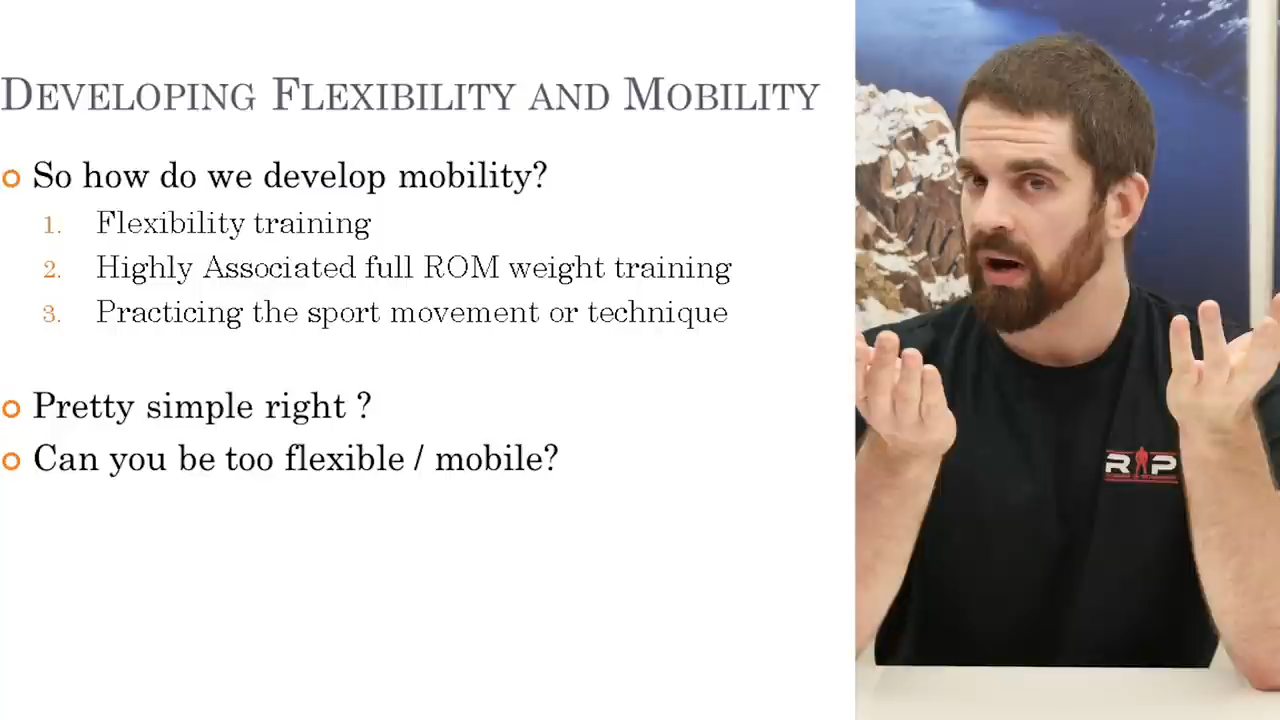 DEVELOPING FLEXIBILITY AND MOBILITY
So how do we develop mobility?
1. Flexibility training
2. Highly Associated full ROM weight training
3. Practicing the sport movement or technique
Pretty simple right ?
Can you be too flexible / mobile?
RP